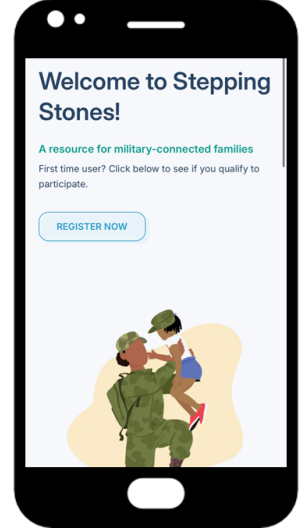 Welcome to Stepping
Stones!
A resource for military-connected families
First time user? Click below to see if you qualify to
participate.
REGISTER NOW